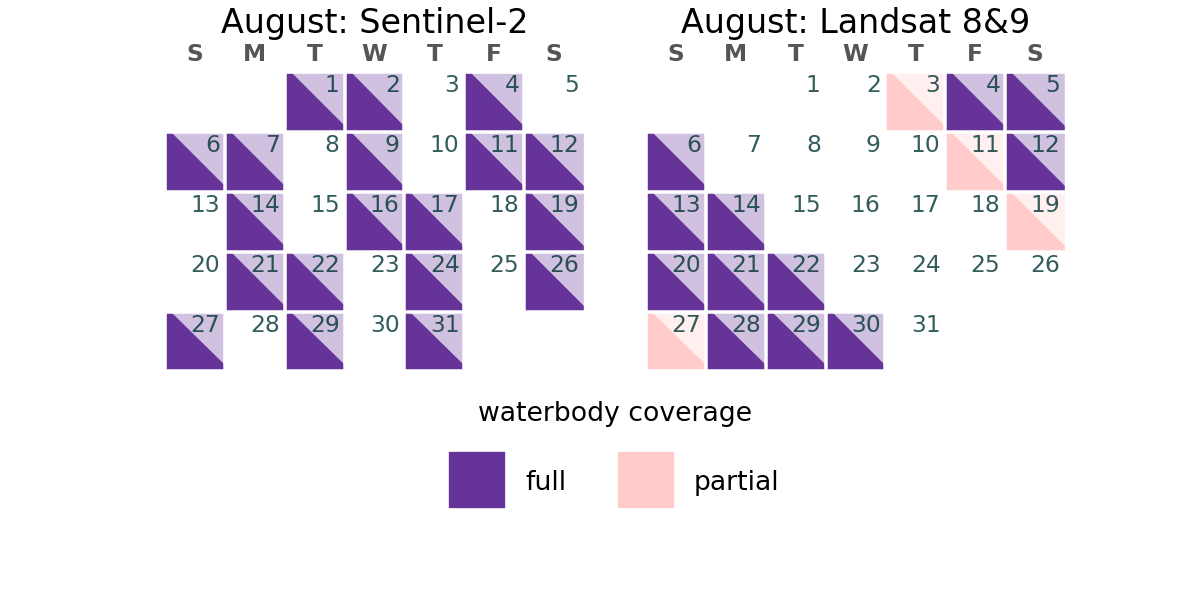 August: Sentinel-2
S M T W T F S
1 2 3 4 5
6 7 8 9 10 11 12
13 14 15 16 17 18 19
20 21 22 23 24 25 26
27 28 29 30 31
August: Landsat 8&9
S M T W T F S
1 2 3 4 5
6 7 8 9 10 11 12
13 14 15 16 17 18 19
20 21 22 23 24 25 26
27 28 29 30 31
waterbody coverage
full partial